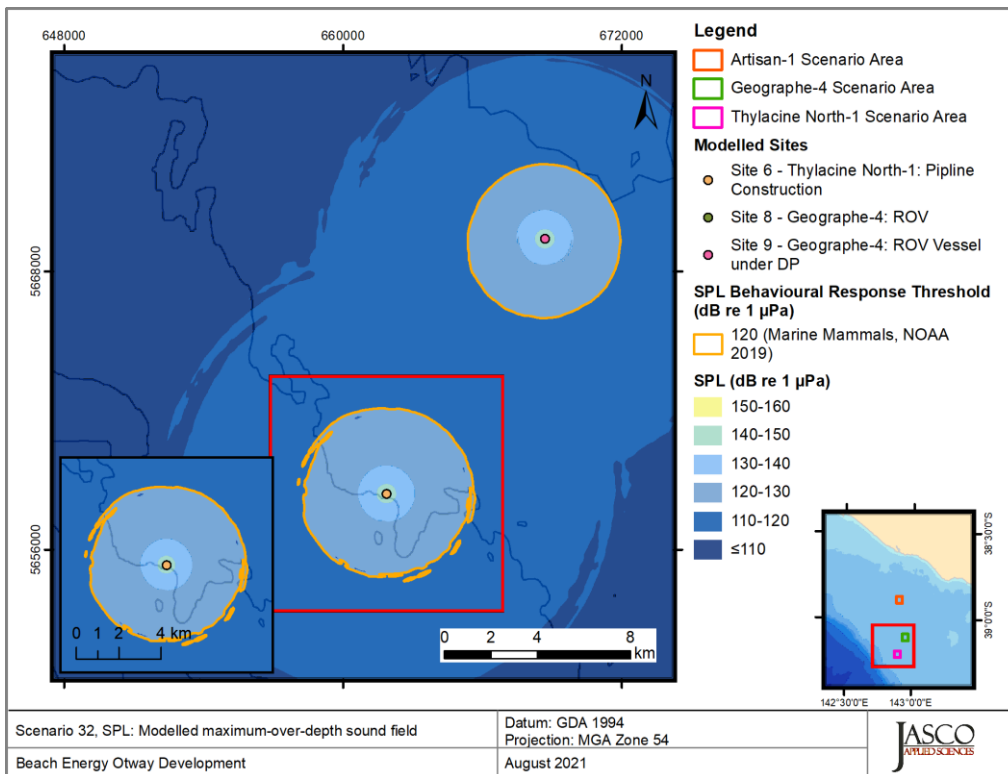 648000
660000
672000
5668000
5656000
N
0 1 2 4 km
0 2 4 8
km
Legend
Artisan-1 Scenario Area
Geographe-4 Scenario Area
Thylacine North-1 Scenario Area
Modelled Sites
Site 6 - Thylacine North-1: Pipline
Construction
Site 8 - Geographe-4: ROV
Site 9 - Geographe-4: ROV Vessel
under DP
SPL Behavioural Response Threshold
(dB re 1 µPa)
120 (Marine Mammals, NOAA
2019)
SPL (dB re 1 µPa)
150-160
140-150
130-140
120-130
110-120
≤110
38°30'0"S
39°0'0"S
142°30'0"E
143°0'0"E
Scenario 32, SPL: Modelled maximum-over-depth sound field
Datum: GDA 1994
Projection: MGA Zone 54
Beach Energy Otway Development
August 2021
JASCO
APPLIED SCIENCES